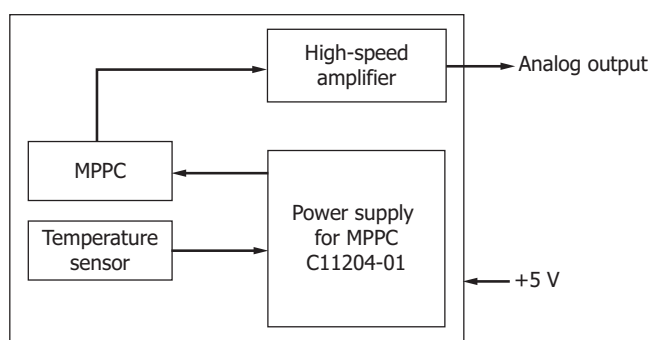 High-speed
amplifier
Analog output
MPPC
Power supply
for MPPC
C11204-01
Temperature
sensor
+5 V